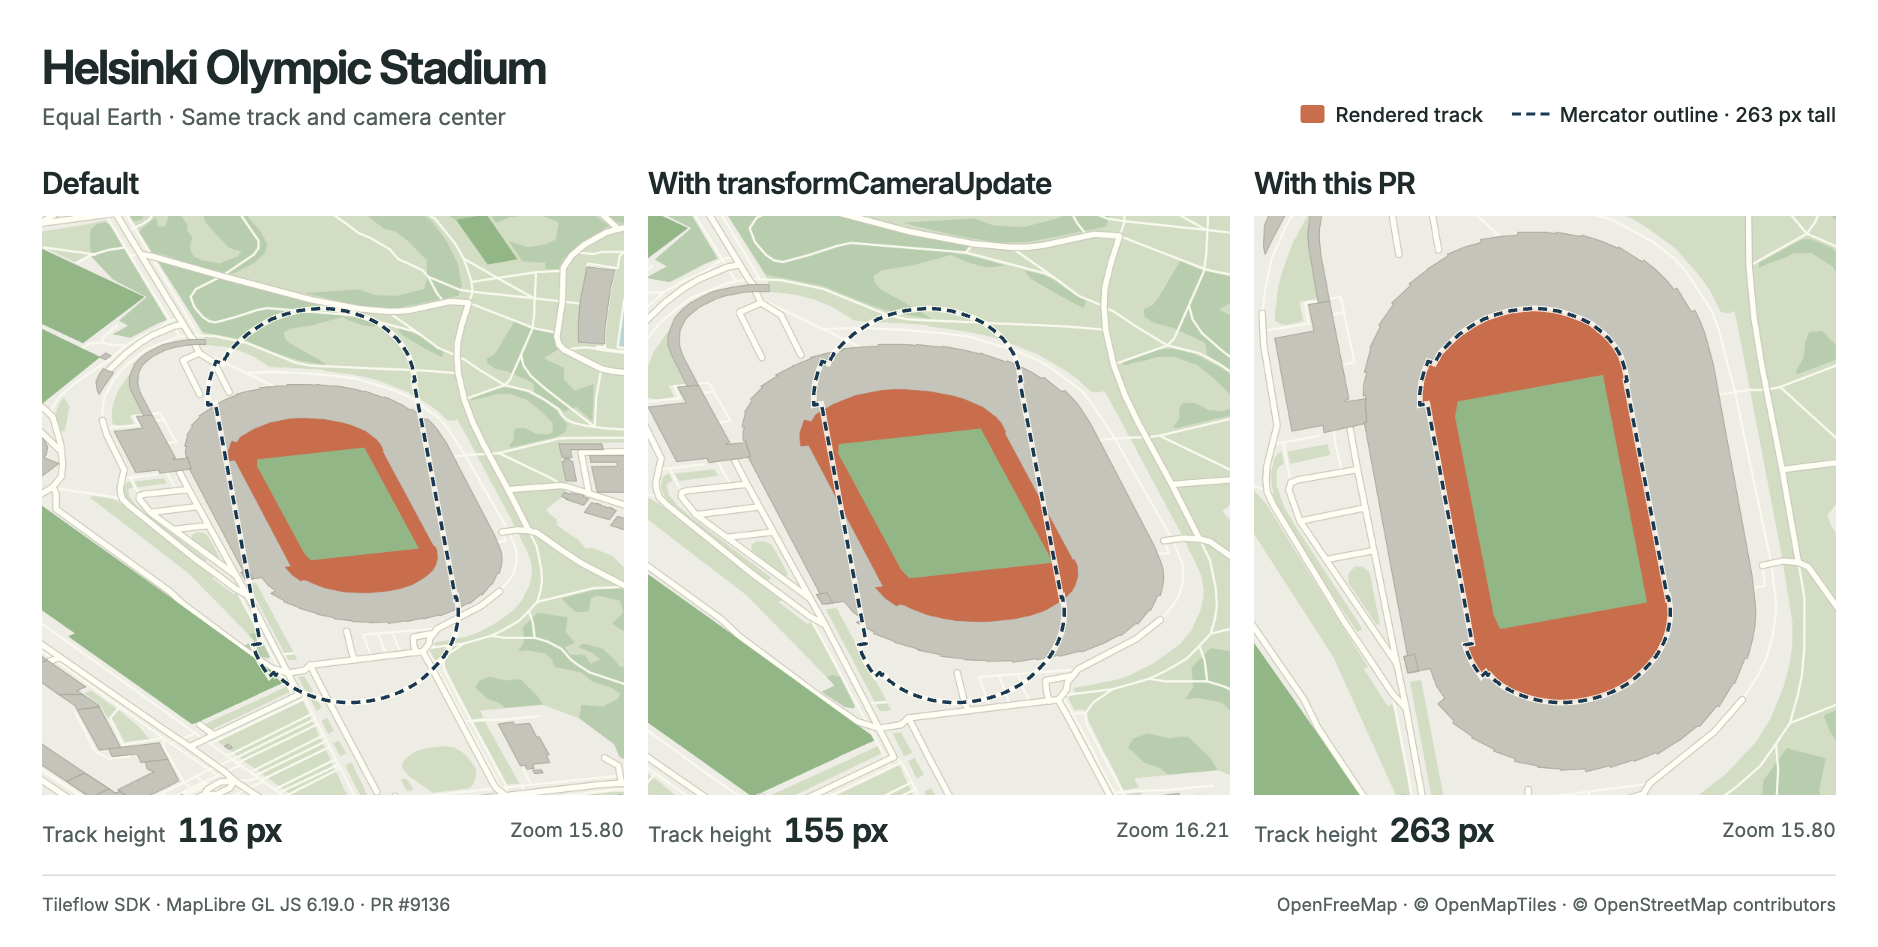 Helsinki Olympic Stadium
Equal Earth · Same track and camera center
Rendered track
Mercator outline · 263 px tall
Default
With transformCameraUpdate
With this PR
Track height 116 px
Zoom 15.80
Track height 155 px
Zoom 16.21
Track height 263 px
Zoom 15.80
Tileflow SDK · MapLibre GL JS 6.19.0 · PR #9136
OpenFreeMap · © OpenMapTiles · © OpenStreetMap contributors